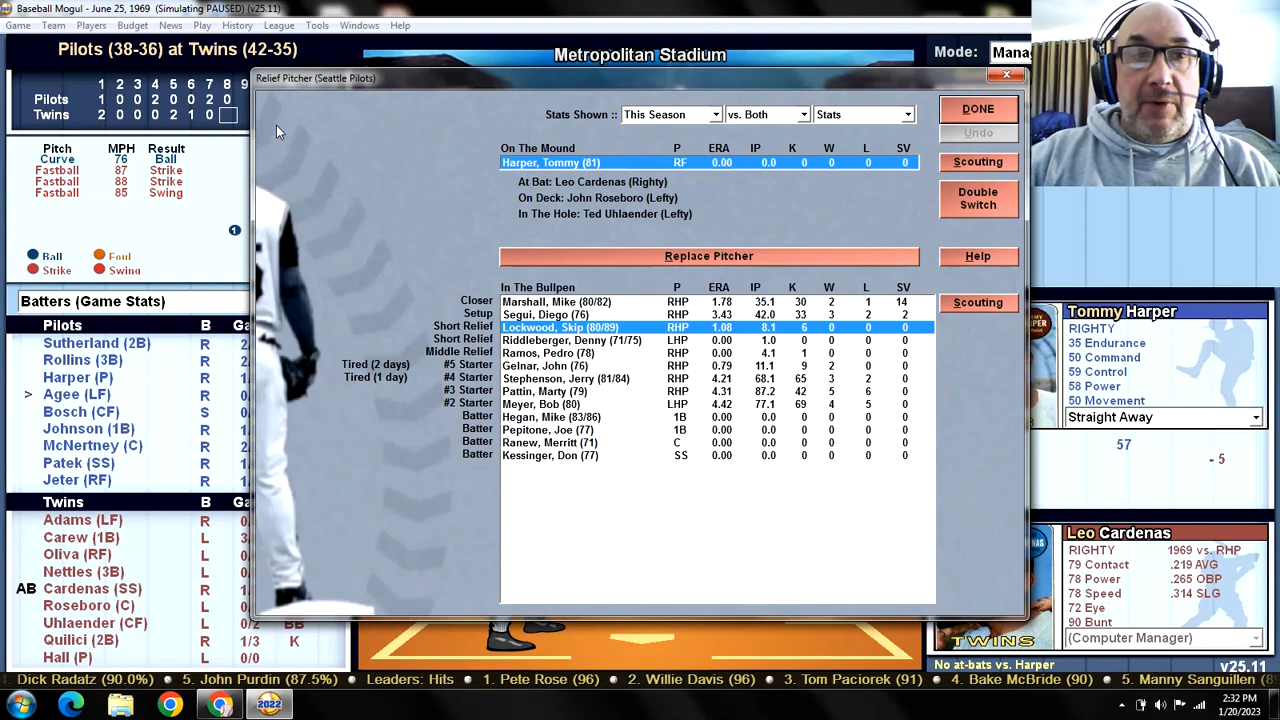 Baseball Mogul - June 25, 1969 (Simulating PAUSED) (v25.11)
Game Team Players Budget News Play History League Tools Windows Help
Pilots (38-36) at Twins (42-35)
Metropolitan Stadium
Mode:
1 2 3 4 5 6 7 8 9
Pilots 1 0 0 2 0 0 2 0
Twins 2 0 0 0 2 1 0
Pitch MPH Result
Curve 76 Ball
Fastball 87 Strike
Fastball 88 Strike
Fastball 85 Swing
1
Ball Foul
Strike Swing
Batters (Game Stats)
Pilots B
Sutherland (2B) R
Rollins (3B) R
Harper (P) R
> Agee (LF) R
Bosch (CF) S
Johnson (1B) R
McNertney (C) R
Patek (SS) R
Jeter (RF) R
Twins B
Adams (LF) R
Carew (1B) L
Oliva (RF) L
Nettles (3B) L
AB Cardenas (SS) R
Roseboro (C) L
Uhlaender (CF) L 0/2 BB
Quilici (2B) R 1/3 K
Hall (P) L 0/0
Relief Pitcher (Seattle Pilots)
Stats Shown :: This Season vs. Both Stats
DONE
Undo
Scouting
Double Switch
Help
Scouting
On The Mound P ERA IP K W L SV
Harper, Tommy (81) RF 0.00 0.0 0 0 0 0
At Bat: Leo Cardenas (Righty)
On Deck: John Roseboro (Lefty)
In The Hole: Ted Uhlaender (Lefty)
Replace Pitcher
In The Bullpen P ERA IP K W L SV
Closer Marshall, Mike (80/82) RHP 1.78 35.1 30 2 1 14
Setup Segui, Diego (76) RHP 3.43 42.0 33 3 2 2
Short Relief Lockwood, Skip (80/89) RHP 1.08 8.1 6 0 0 0
Short Relief Riddleberger, Denny (71/75) LHP 0.00 1.0 0 0 0 0
Middle Relief Ramos, Pedro (78) RHP 0.00 4.1 1 0 0 0
Tired (2 days) #5 Starter Gelnar, John (76) RHP 0.79 11.1 9 2 0 0
Tired (1 day) #4 Starter Stephenson, Jerry (81/84) RHP 4.21 68.1 65 3 2 0
#3 Starter Pattin, Marty (79) RHP 4.31 87.2 42 5 6 0
#2 Starter Meyer, Bob (80) LHP 4.42 77.1 69 4 5 0
Batter Hegan, Mike (83/86) 1B 0.00 0.0 0 0 0 0
Batter Pepitone, Joe (77) 1B 0.00 0.0 0 0 0 0
Batter Ranew, Merritt (71) C 0.00 0.0 0 0 0 0
Batter Kessinger, Don (77) SS 0.00 0.0 0 0 0 0
Tommy Harper
RIGHTY
35 Endurance
50 Command
59 Control
58 Power
50 Movement
Straight Away
57
- 5
Leo Cardenas
RIGHTY 1969 vs. RHP
79 Contact .219 AVG
78 Power .265 OBP
78 Speed .314 SLG
72 Eye
90 Bunt
(Computer Manager)
TWINS
No at-bats vs. Harper v25.11
. Dick Radatz (90.0%) • 5. John Purdin (87.5%) • Leaders: Hits • 1. Pete Rose (96) • 2. Willie Davis (96) • 3. Tom Paciorek (91) • 4. Bake McBride (90) • 5. Manny Sanguillen
2022
2:32 PM
1/20/2023